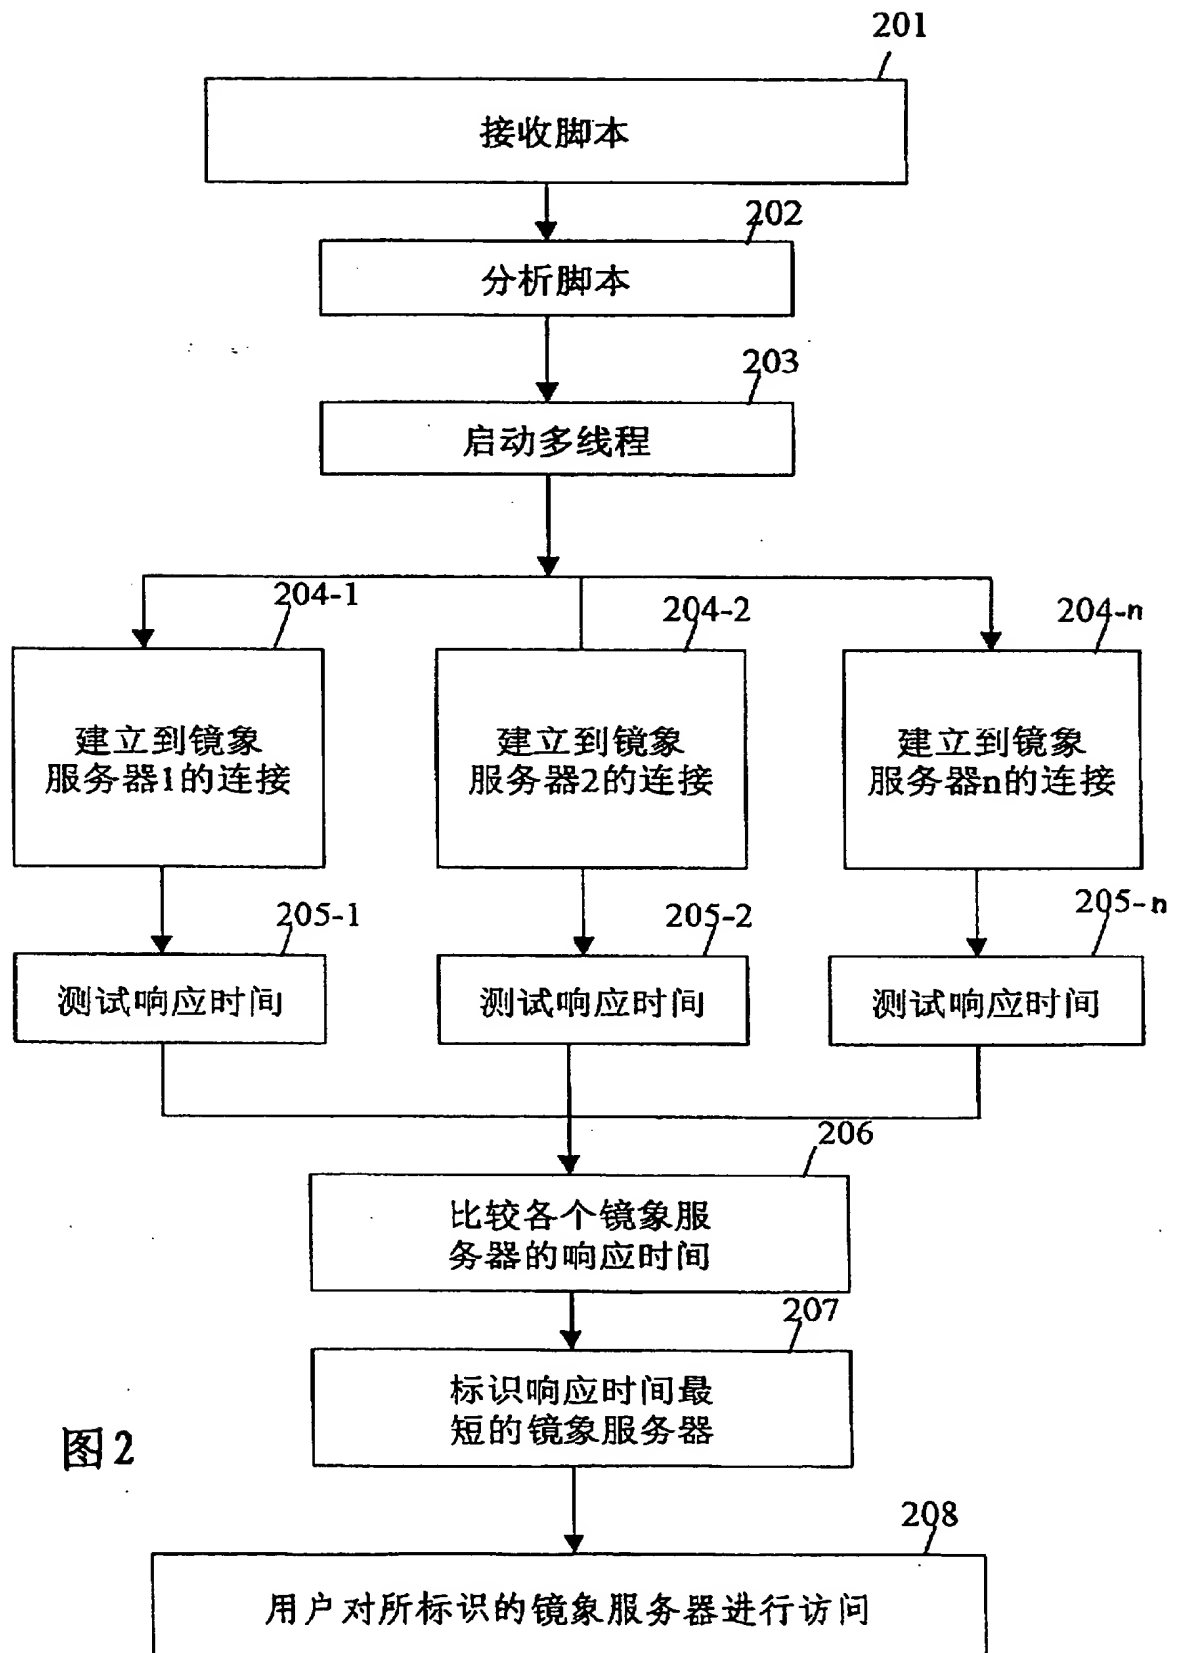 201
接收脚本
202
分析脚本
203
启动多线程
204-1
204-2
204-n
建立到镜象
服务器1的连接
建立到镜象
服务器2的连接
建立到镜象
服务器n的连接
205-1
205-2
205-n
测试响应时间
测试响应时间
测试响应时间
206
比较各个镜象服
务器的响应时间
207
标识响应时间最
短的镜象服务器
图2
208
用户对所标识的镜象服务器进行访问